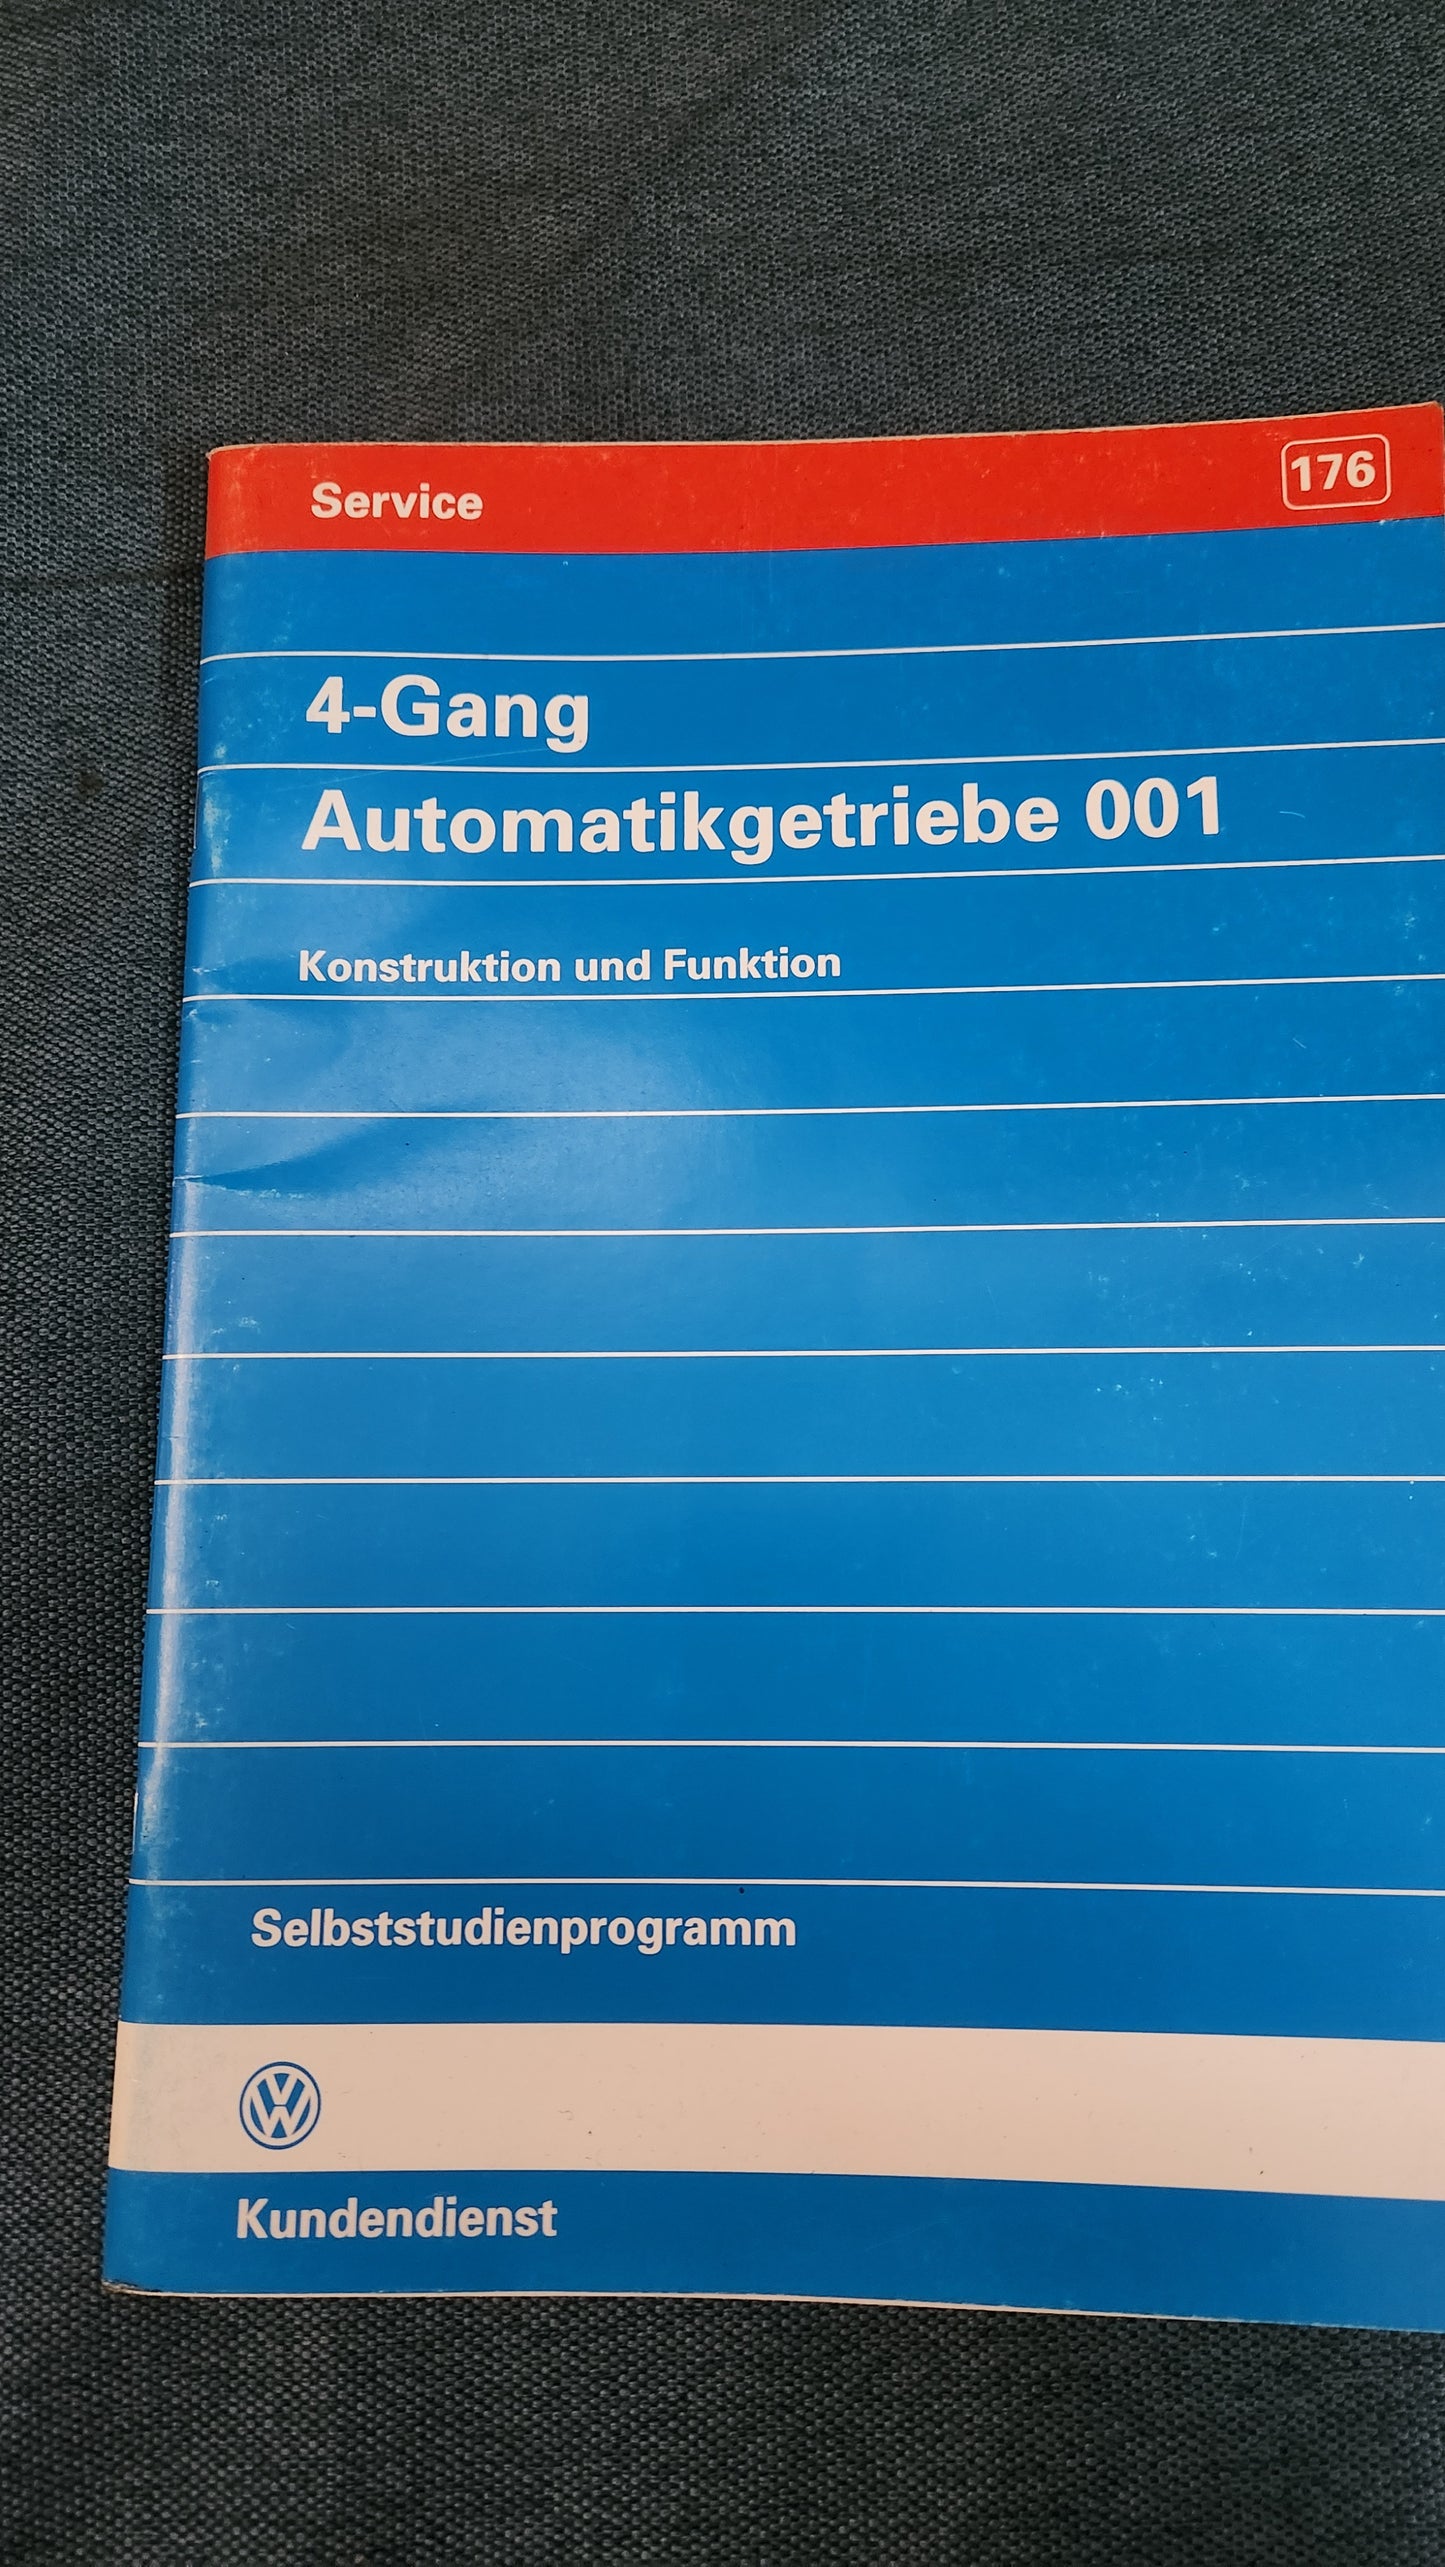 Service
176
4-Gang
Automatikgetriebe 001
Konstruktion und Funktion
Selbststudienprogramm
Kundendienst